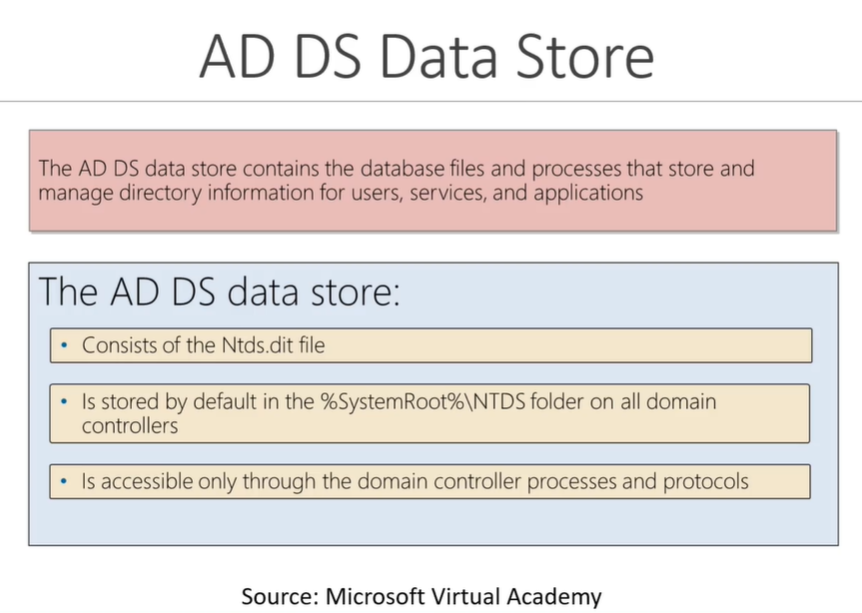 AD DS Data Store
The AD DS data store contains the database files and processes that store and
manage directory information for users, services, and applications
The AD DS data store:
• Consists of the Ntds.dit file
• Is stored by default in the %SystemRoot%\NTDS folder on all domain
controllers
• Is accessible only through the domain controller processes and protocols
Source: Microsoft Virtual Academy